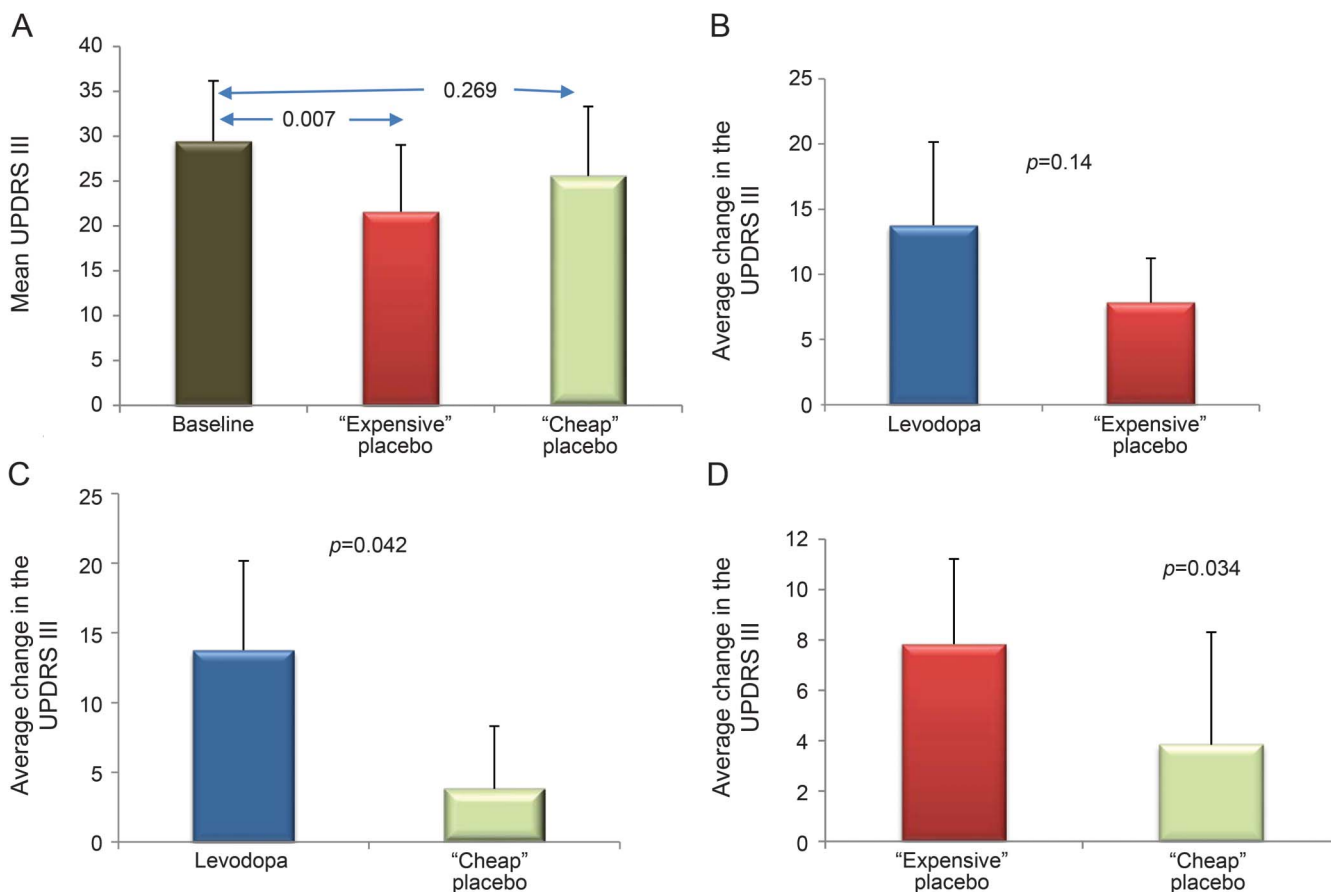 A
Mean UPDRS III
40
35
30
25
20
15
10
5
0
0.269
0.007
Baseline
“Expensive”
placebo
“Cheap”
placebo
B
Average change in the
UPDRS III
25
20
15
10
5
0
p=0.14
Levodopa
“Expensive”
placebo
C
Average change in the
UPDRS III
25
20
15
10
5
0
p=0.042
Levodopa
“Cheap”
placebo
D
Average change in the
UPDRS III
12
10
8
6
4
2
0
p=0.034
“Expensive”
placebo
“Cheap”
placebo